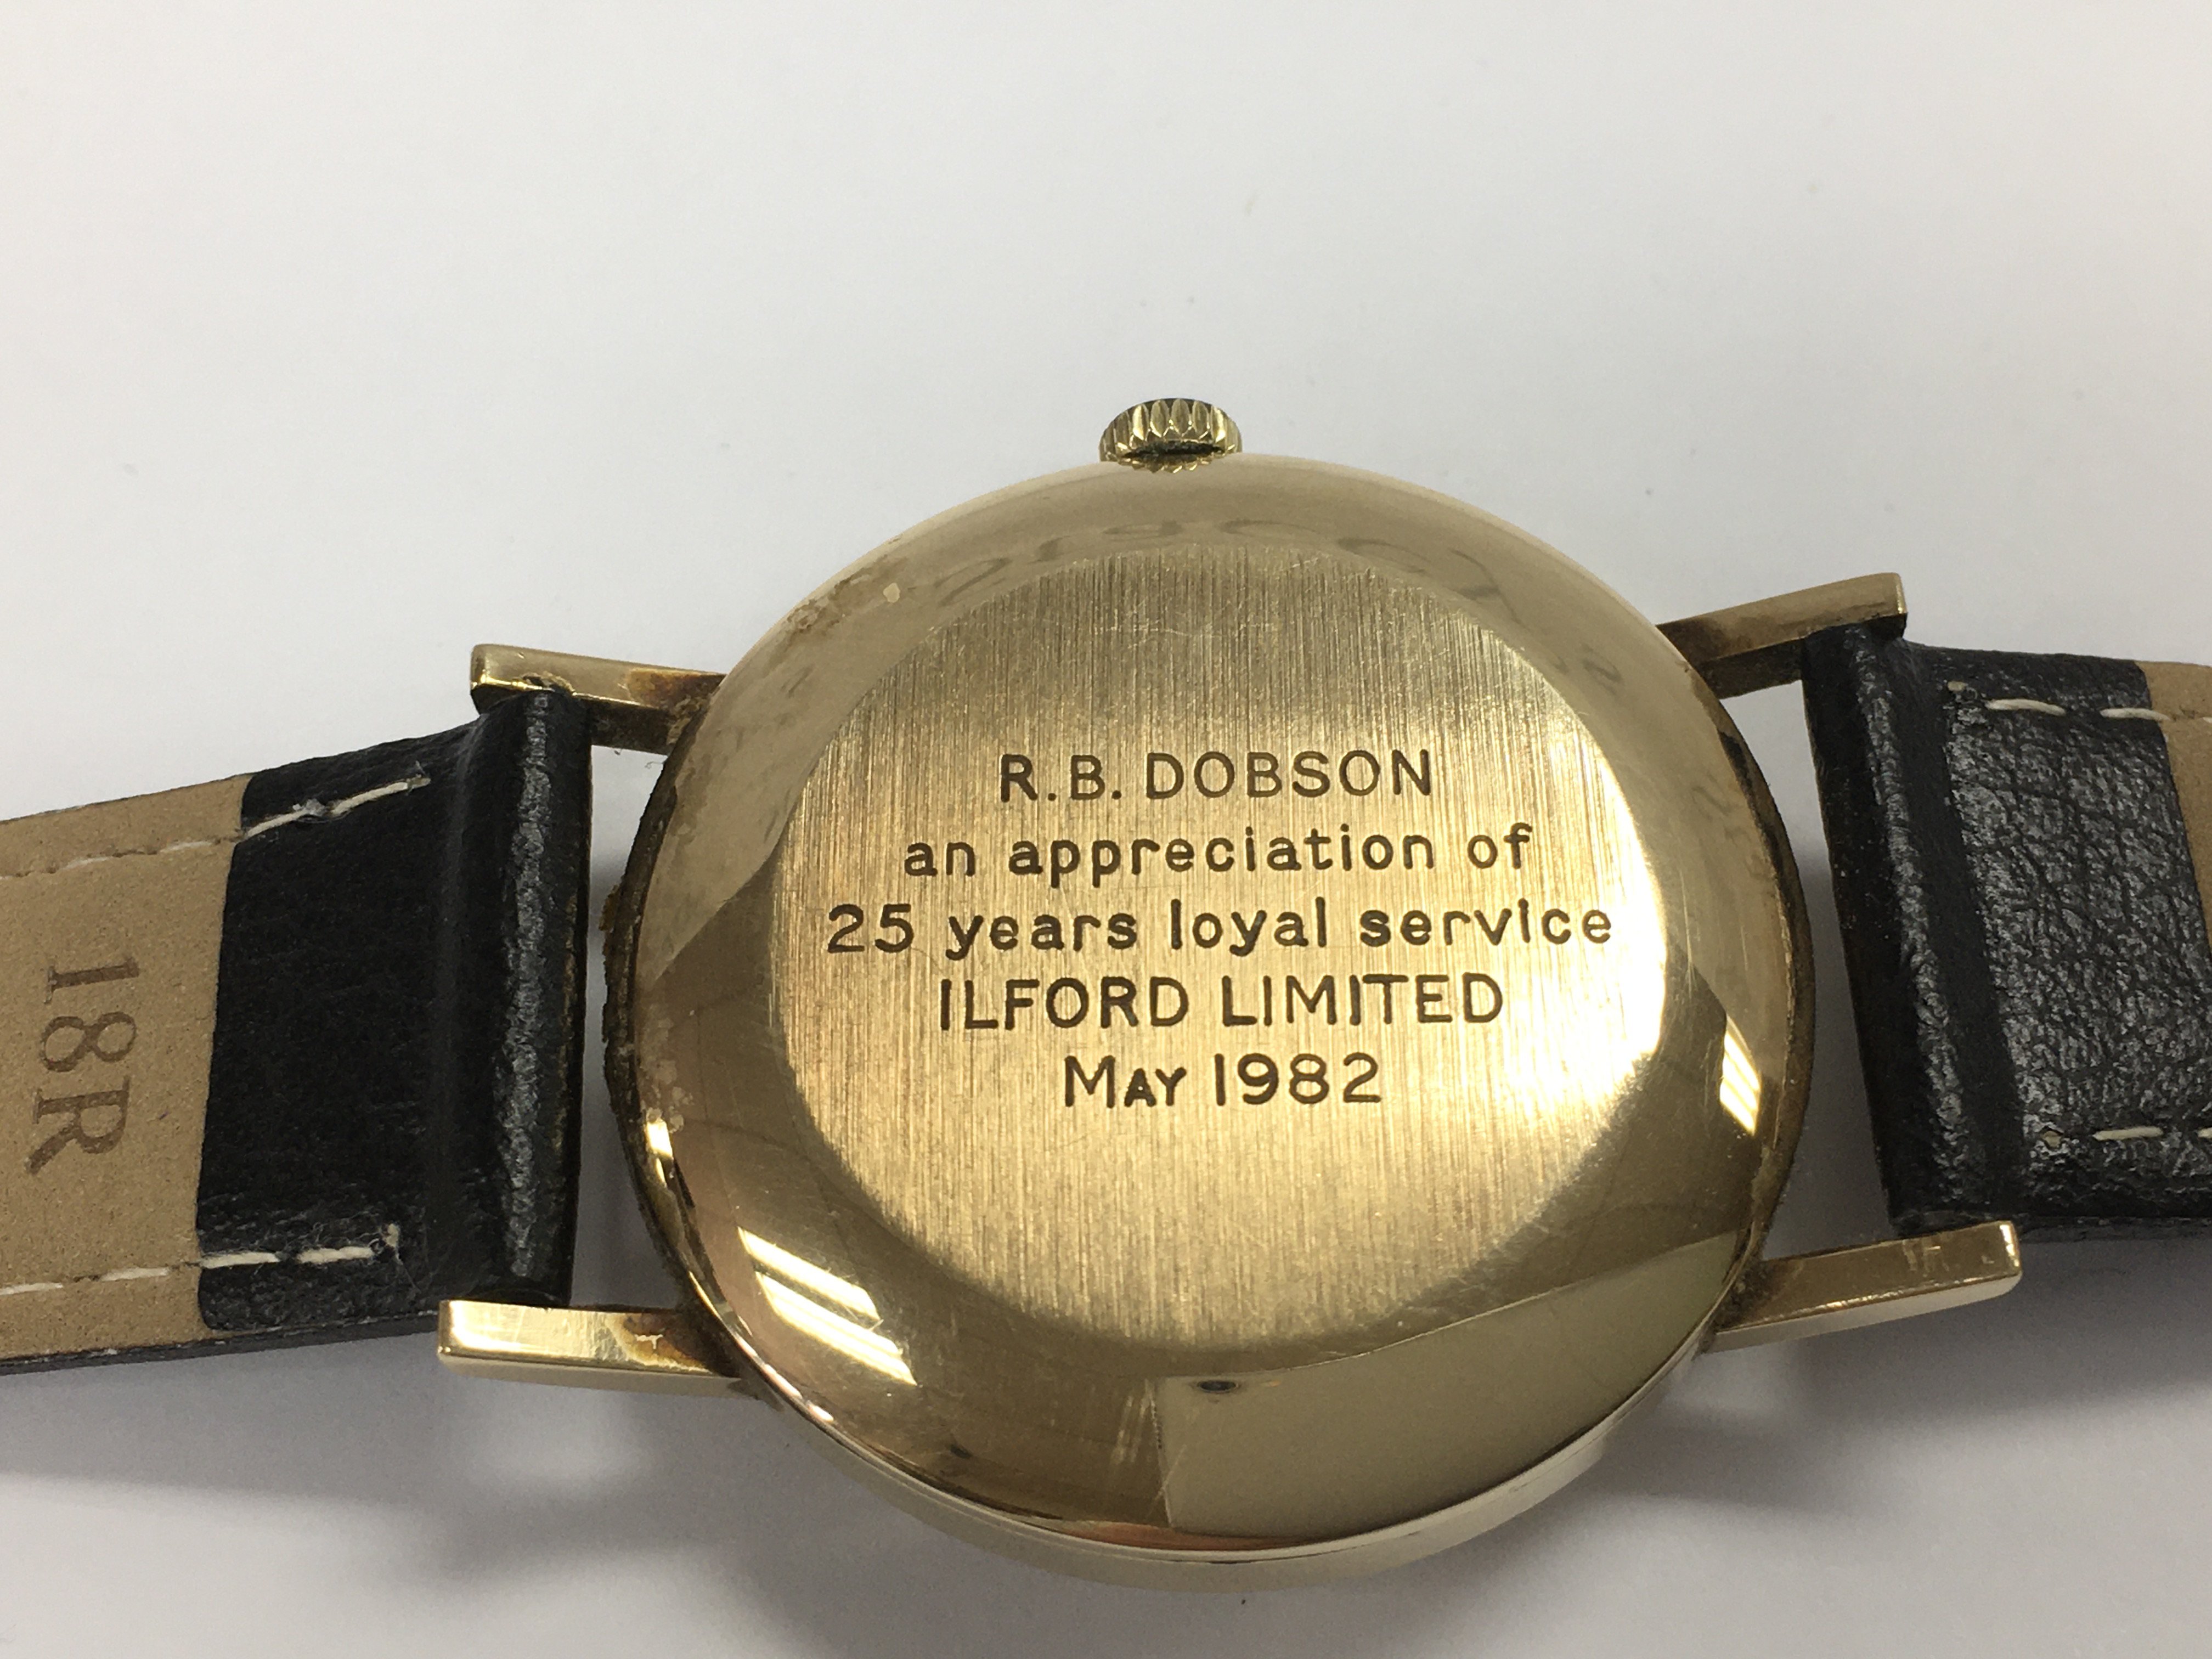 R.B. DOBSON
an appreciation of
25 years loyal service
ILFORD LIMITED
MAY 1982
18R